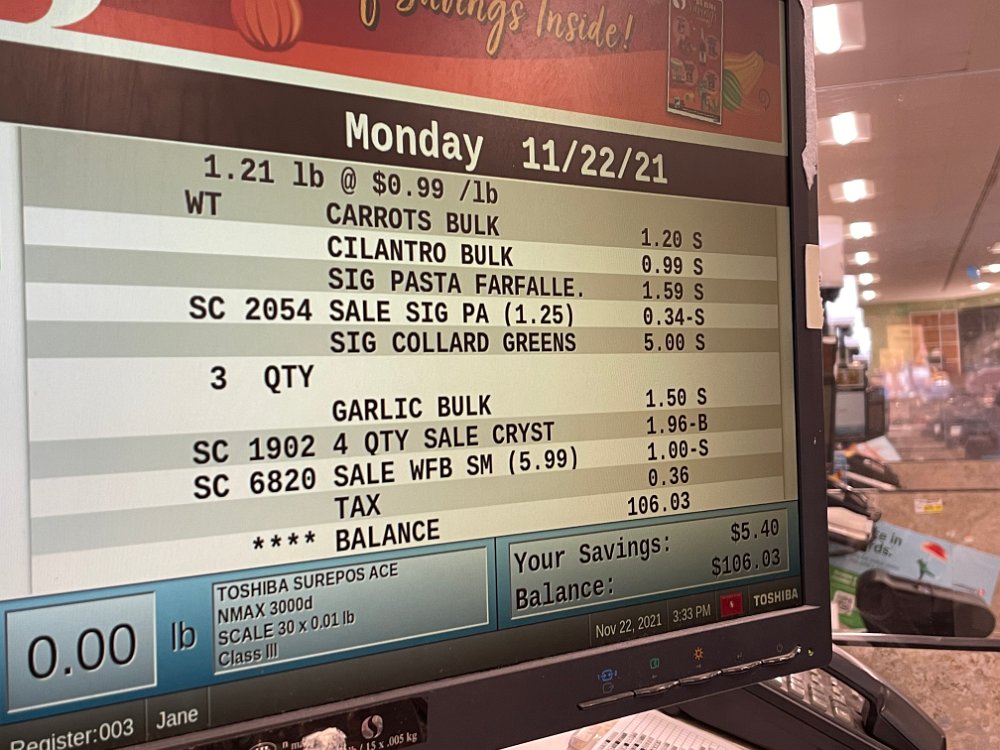 of Savings Inside!
Monday 11/22/21
1.21 lb @ $0.99 /lb
WT CARROTS BULK 1.20 S
CILANTRO BULK 0.99 S
SIG PASTA FARFALLE. 1.59 S
SC 2054 SALE SIG PA (1.25) 0.34-S
SIG COLLARD GREENS 5.00 S
3 QTY
GARLIC BULK 1.50 S
SC 1902 4 QTY SALE CRYST 1.96-B
SC 6820 SALE WFB SM (5.99) 1.00-S
TAX 0.36
**** BALANCE 106.03
Your Savings: $5.40
Balance: $106.03
0.00 lb
TOSHIBA SUREPOS ACE
NMAX 3000d
SCALE 30 x 0.01 lb
Class III
Nov 22, 2021 3:33 PM TOSHIBA
Register:003 Jane
/ 15 x .005 kg